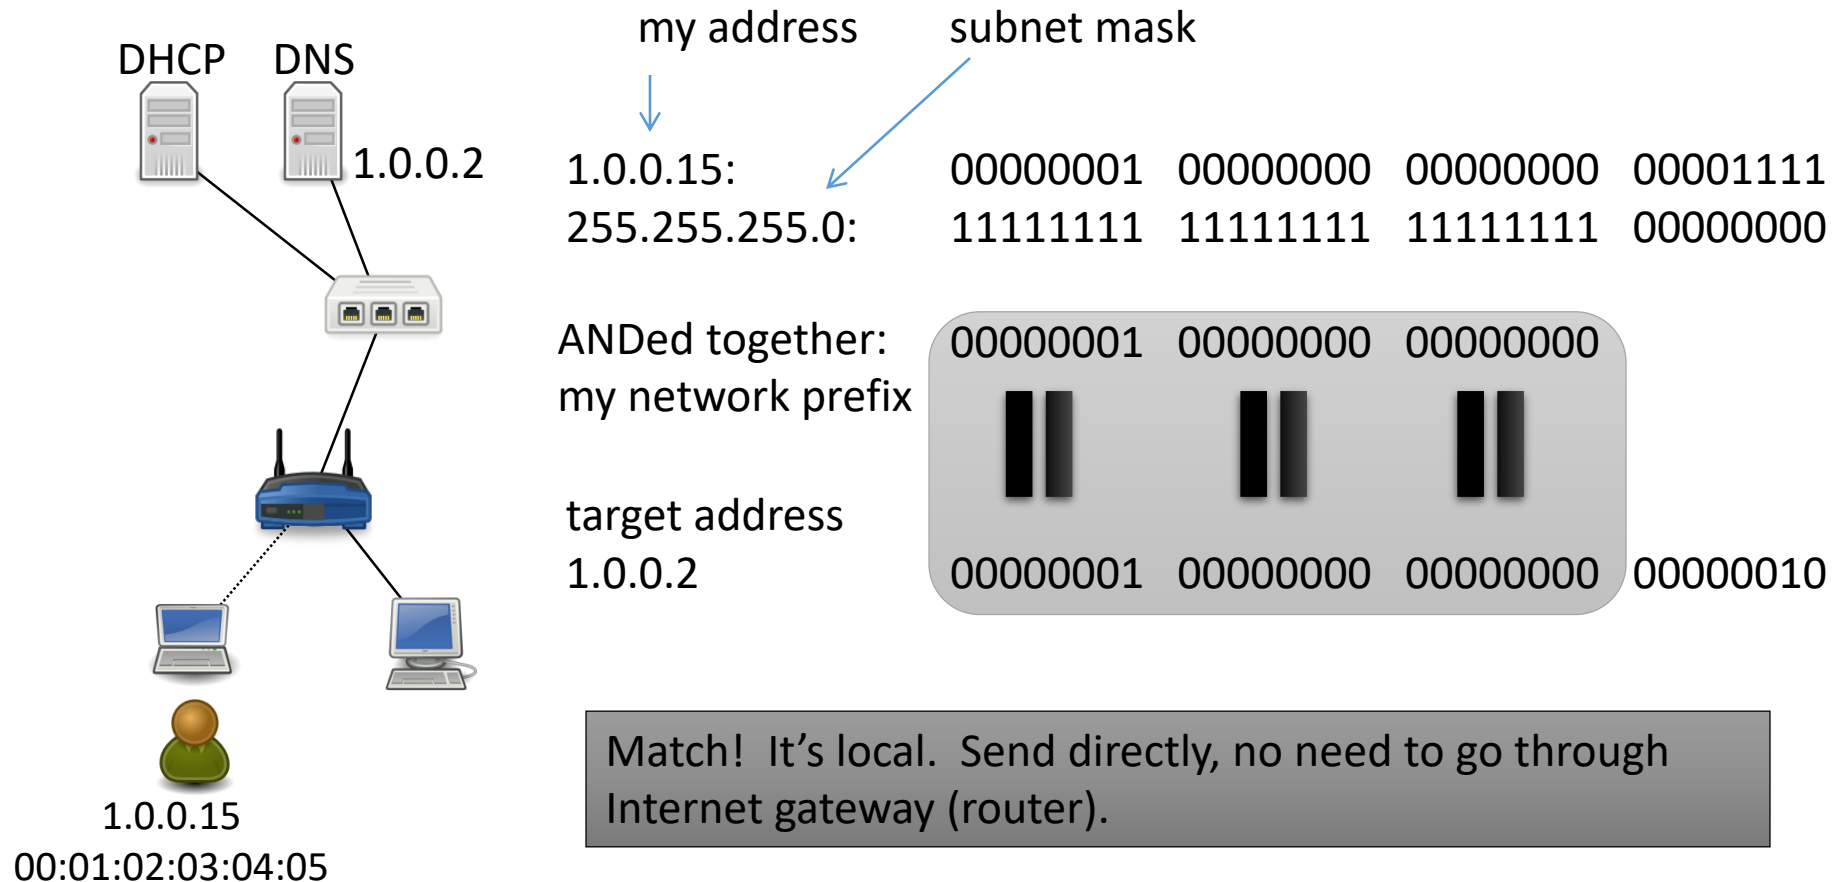 DHCP DNS
1.0.0.2
1.0.0.15
00:01:02:03:04:05
my address subnet mask
1.0.0.15: 00000001 00000000 00000000 00001111
255.255.255.0: 11111111 11111111 11111111 00000000
ANDed together: 00000001 00000000 00000000
my network prefix
target address
1.0.0.2 00000001 00000000 00000000 00000010
Match! It’s local. Send directly, no need to go through
Internet gateway (router).